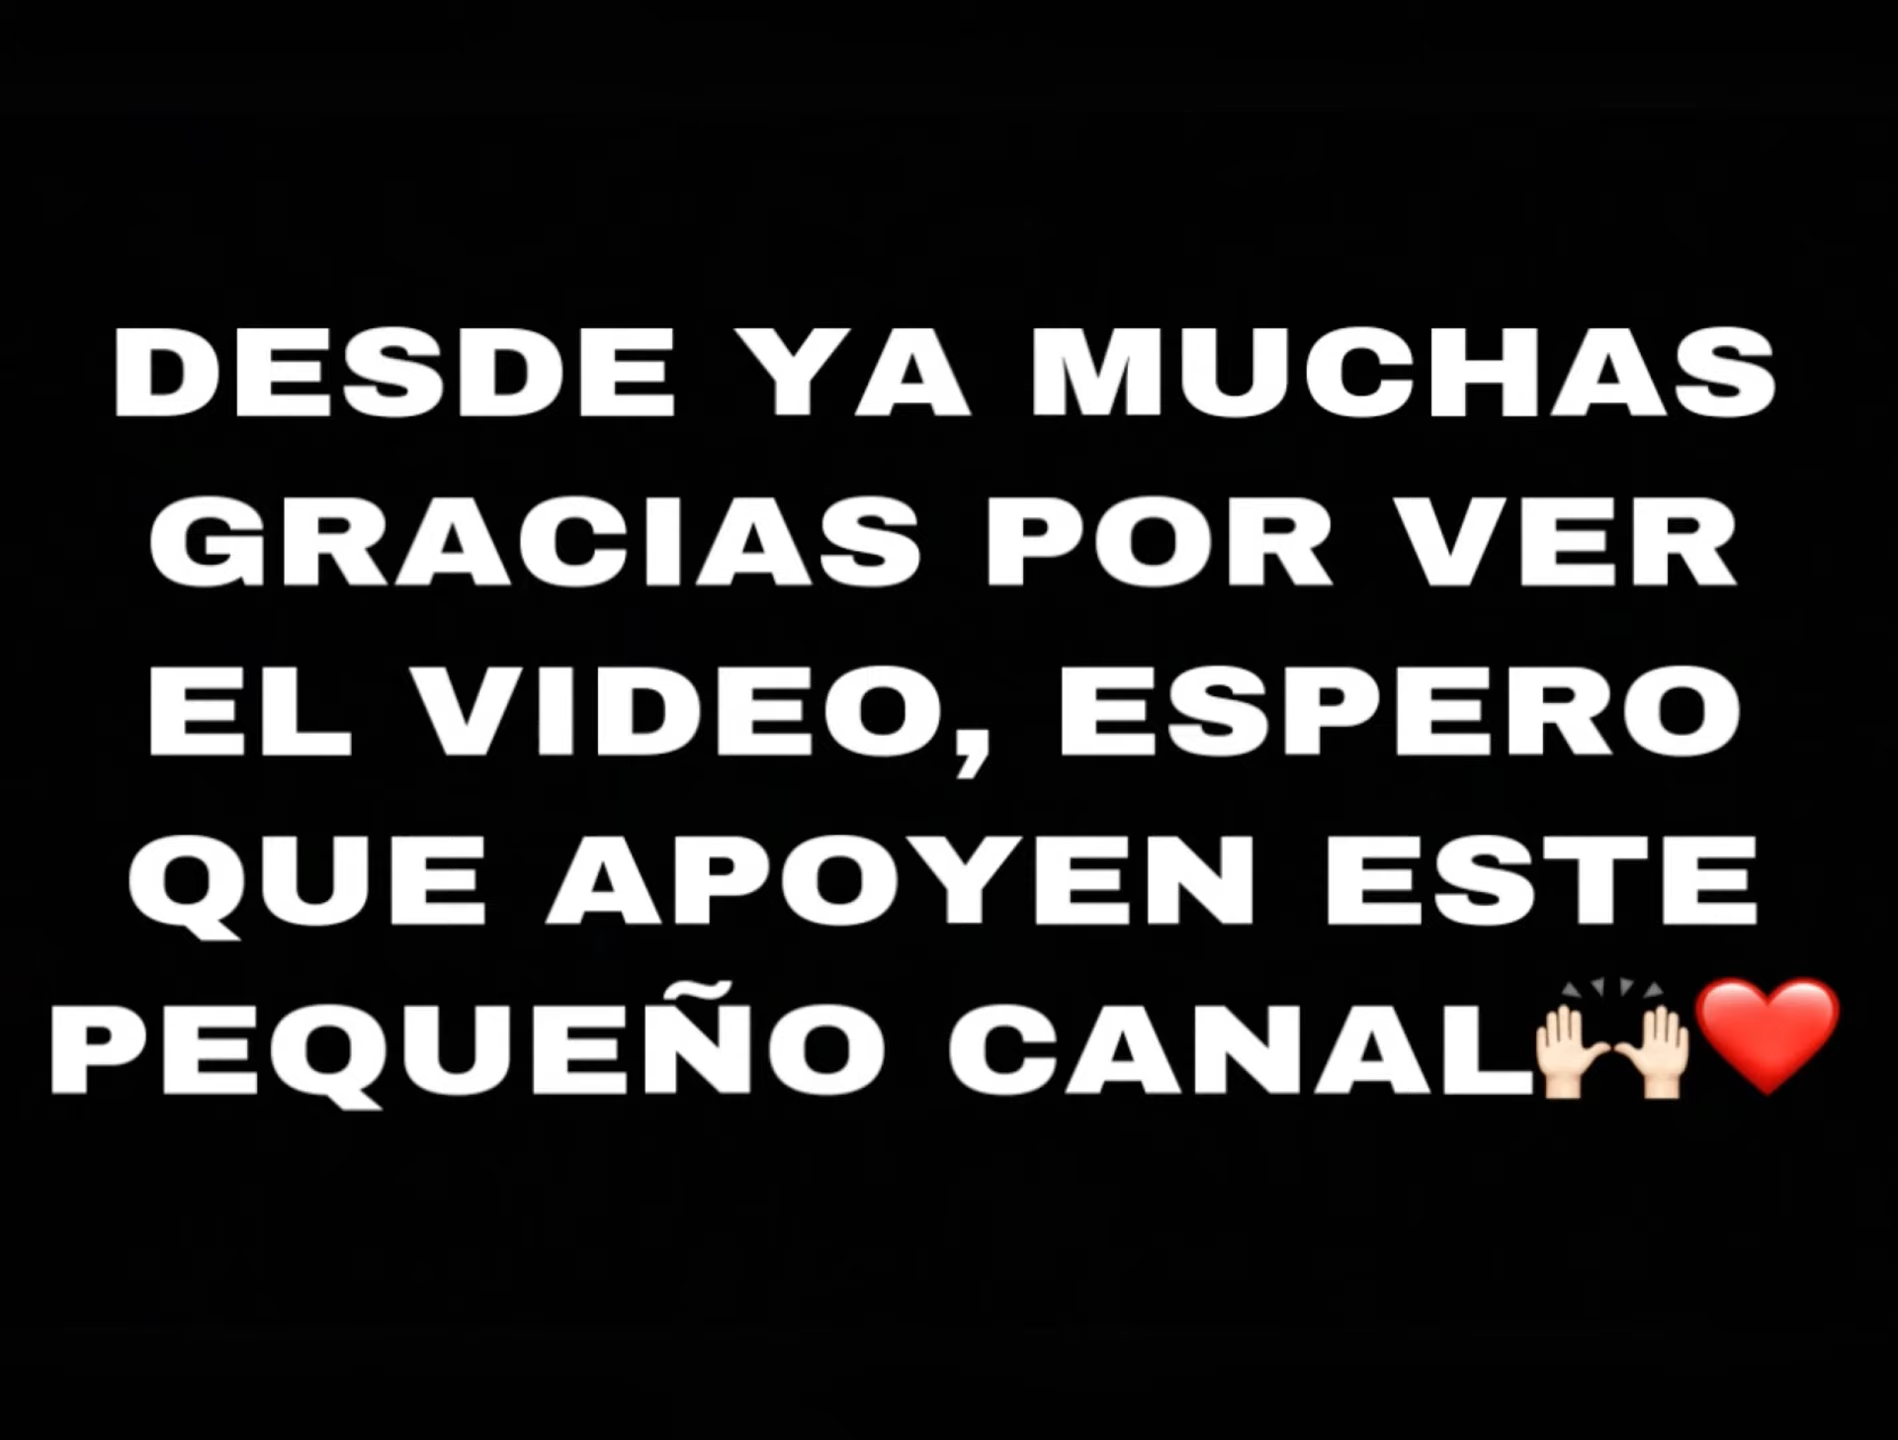 DESDE YA MUCHAS
GRACIAS POR VER
EL VIDEO, ESPERO
QUE APOYEN ESTE
PEQUEÑO CANAL🙌🏻❤️